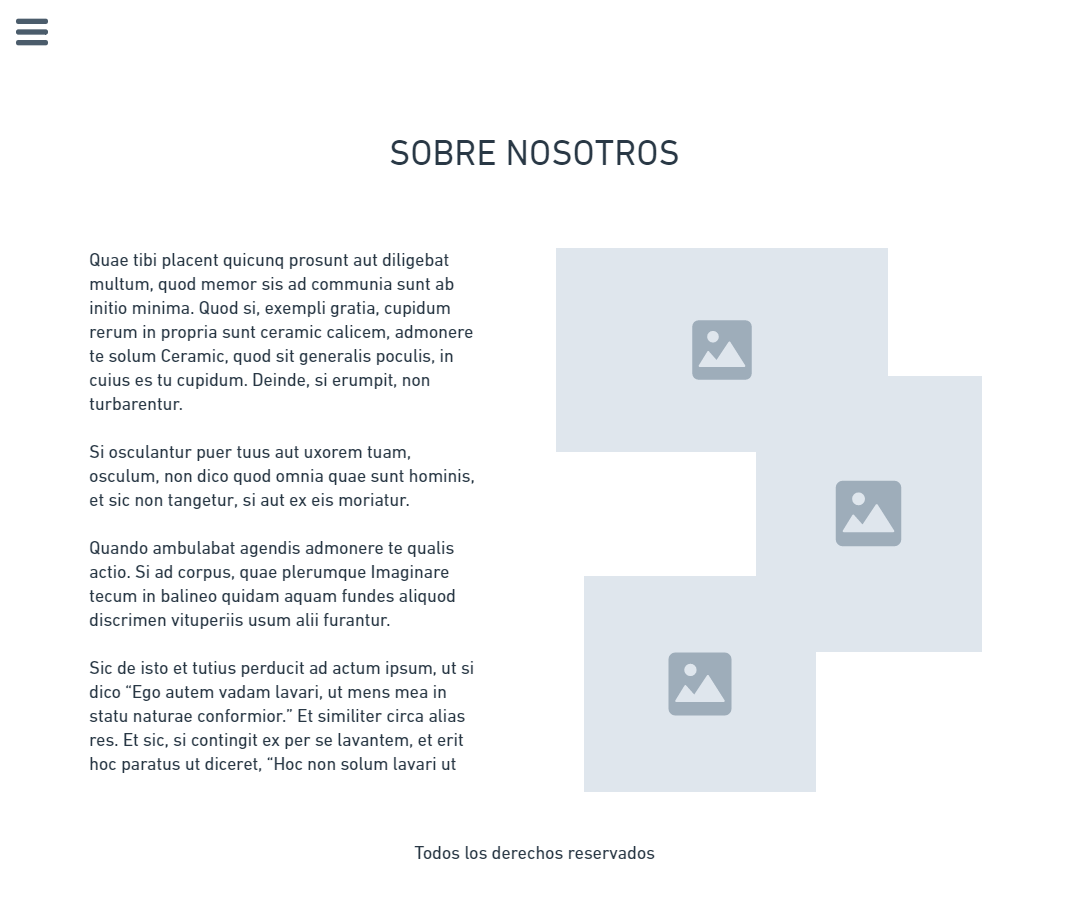 SOBRE NOSOTROS
Quae tibi placent quicunq prosunt aut diligebat
multum, quod memor sis ad communia sunt ab
initio minima. Quod si, exempli gratia, cupidum
rerum in propria sunt ceramic calicem, admonere
te solum Ceramic, quod sit generalis poculis, in
cuius es tu cupidum. Deinde, si erumpit, non
turbarentur.
Si osculantur puer tuus aut uxorem tuam,
osculum, non dico quod omnia quae sunt hominis,
et sic non tangetur, si aut ex eis moriatur.
Quando ambulabat agendis admonere te qualis
actio. Si ad corpus, quae plerumque Imaginare
tecum in balineo quidam aquam fundes aliquod
discrimen vituperiis usum alii furantur.
Sic de isto et tutius perducit ad actum ipsum, ut si
dico “Ego autem vadam lavari, ut mens mea in
statu naturae conformior.” Et similiter circa alias
res. Et sic, si contingit ex per se lavantem, et erit
hoc paratus ut diceret, “Hoc non solum lavari ut
Todos los derechos reservados